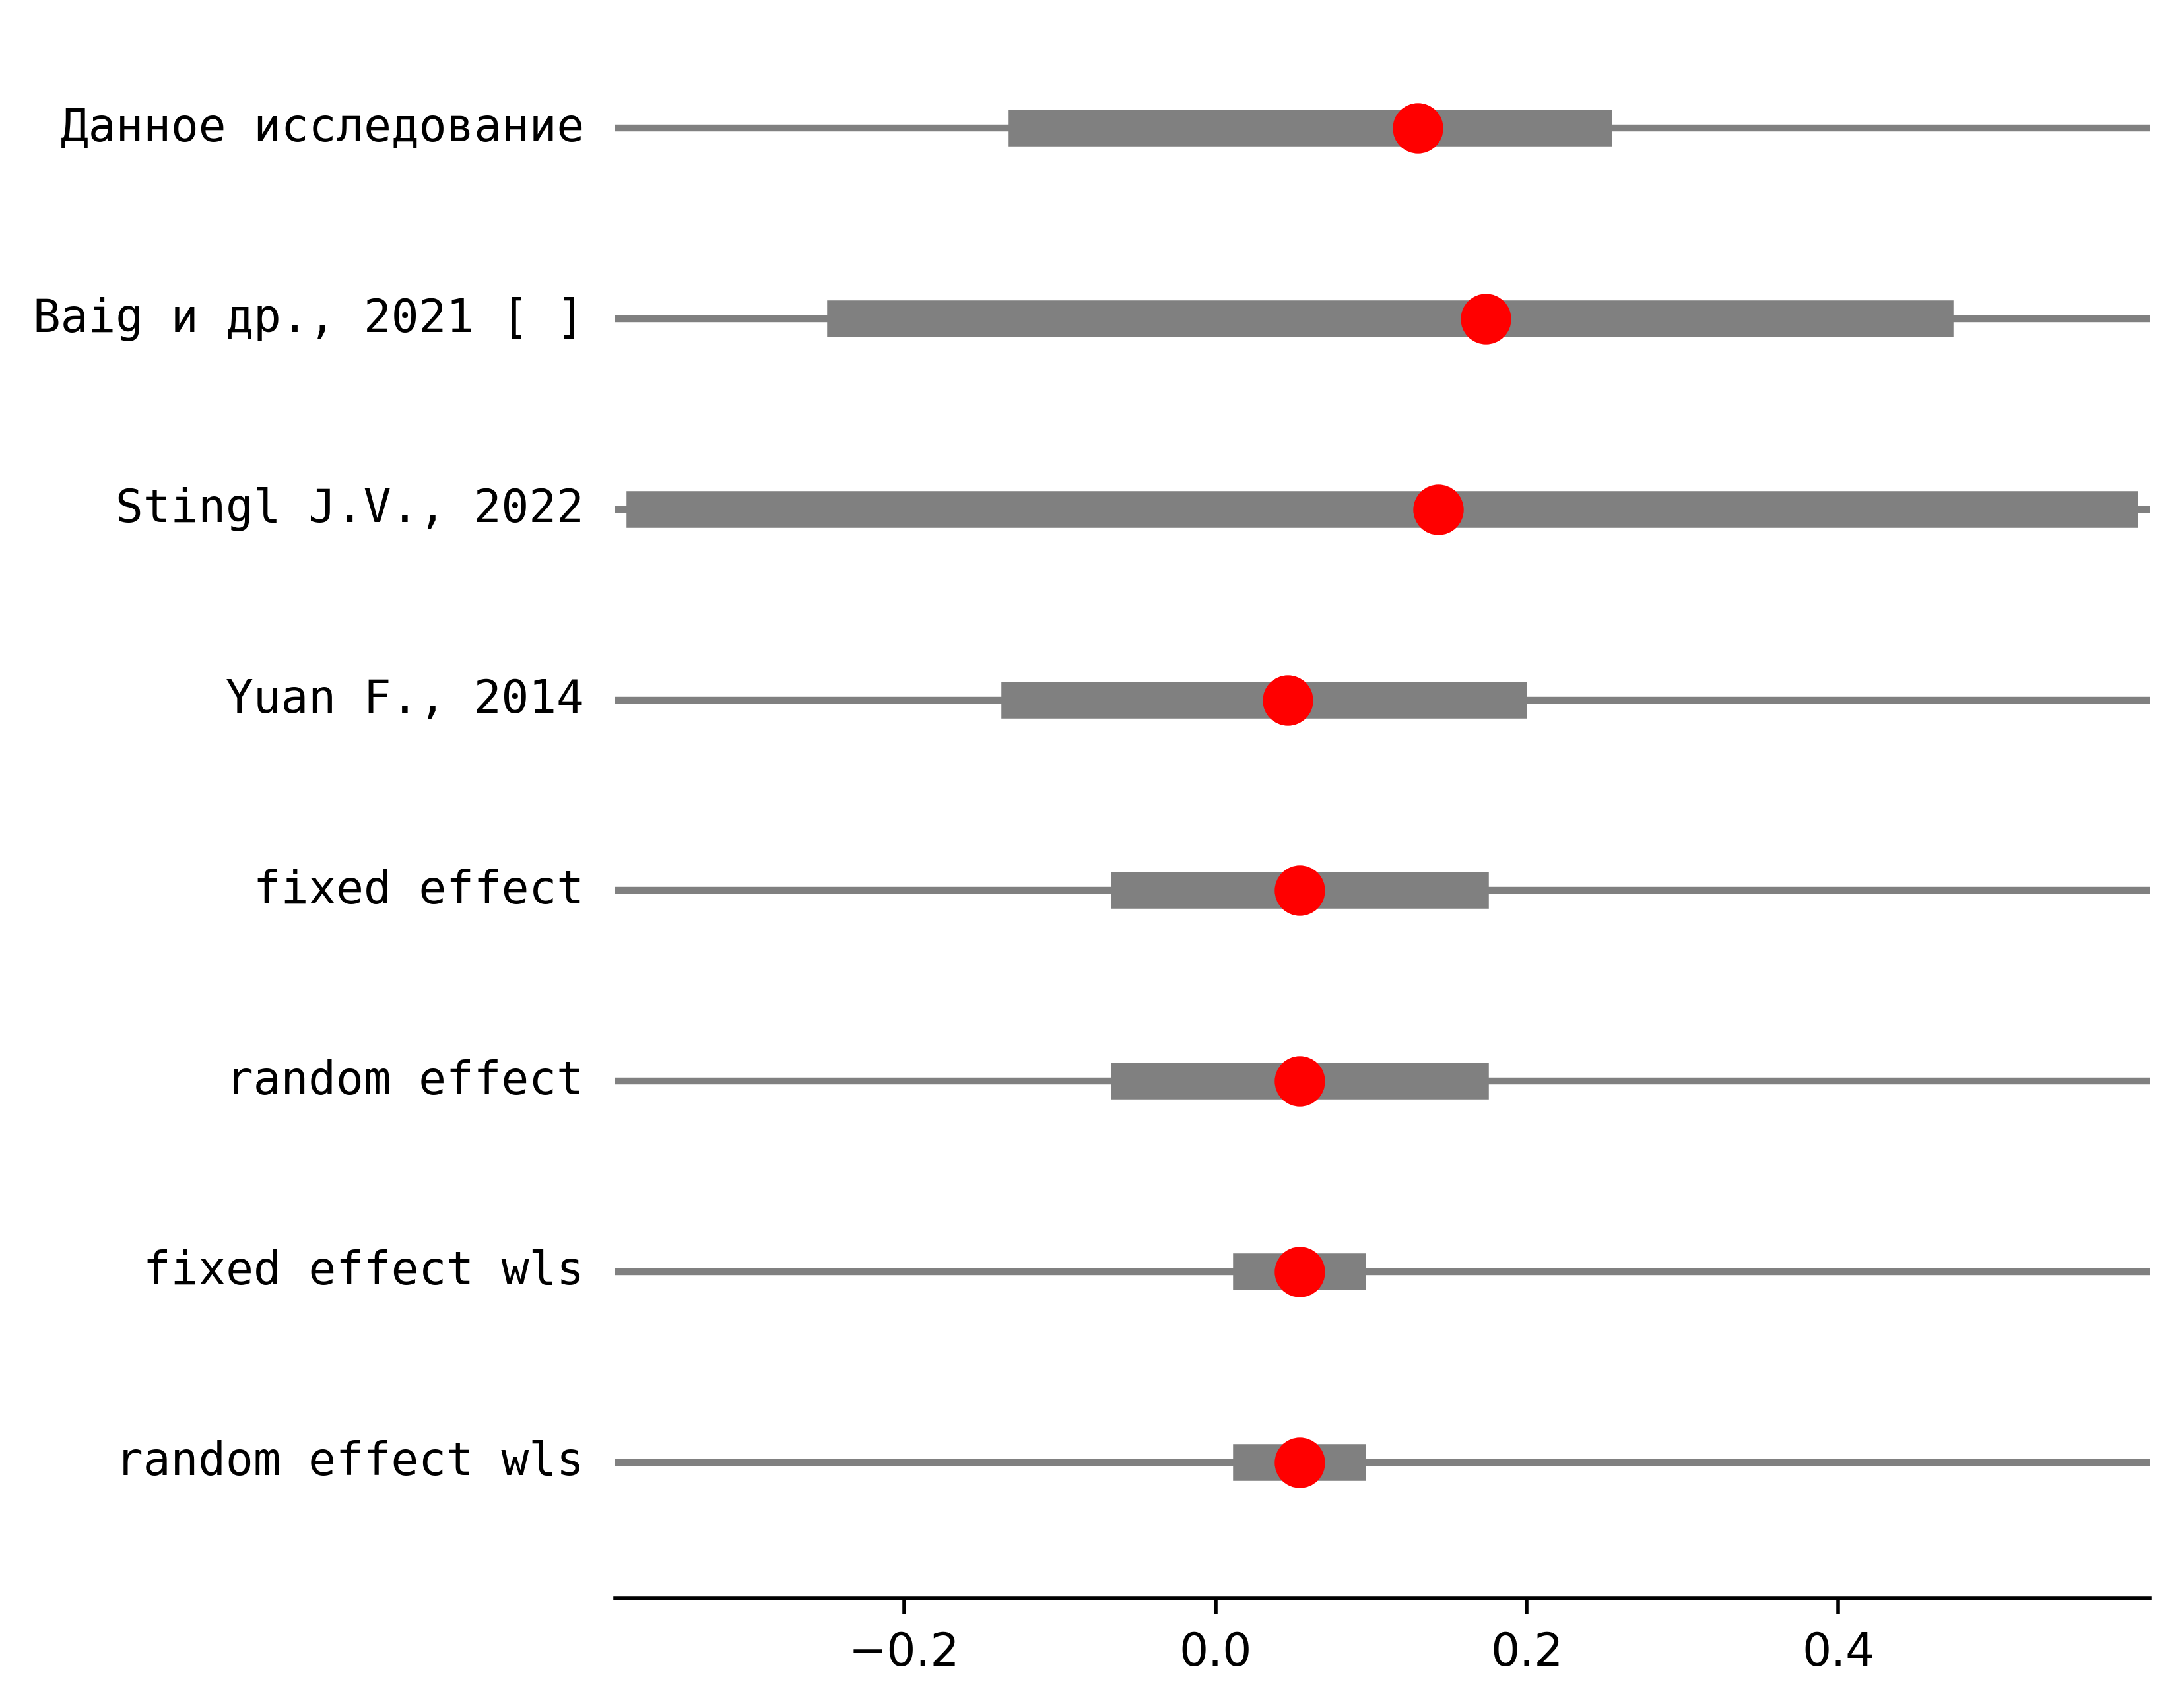 Данное исследование
Baig и др., 2021 [ ]
Stingl J.V., 2022
Yuan F., 2014
fixed effect
random effect
fixed effect wls
random effect wls
−0.2 0.0 0.2 0.4